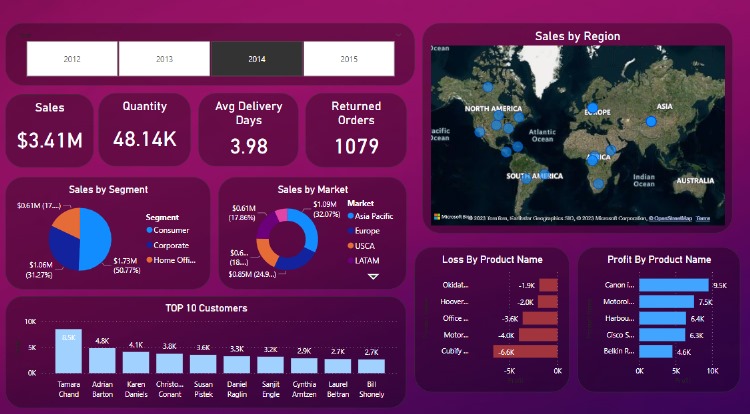 2012
2013
2014
2015
Sales
$3.41M
Quantity
48.14K
Avg Delivery
Days
3.98
Returned
Orders
1079
Sales by Region
NORTH AMERICA
EUROPE
ASIA
Ocean
Pacific
Ocean
Atlantic
Ocean
AFRICA
SOUTH AMERICA
Indian
Ocean
AUSTRALIA
© 2023 TomTom, Earthstar Geographics SIO, © 2023 Microsoft Corporation, © OpenStreetMap Terms
Sales by Segment
$0.61M (17...)
$1.06M
(31.27%)
$1.73M
(50.77%)
Segment
Consumer
Corporate
Home Offi...
Sales by Market
$0.61M
(17.86%)
$0.6...
(18....)
$0.85M (24.9...)
$1.09M
(32.07%)
Market
Asia Pacific
Europe
USCA
LATAM
TOP 10 Customers
10K
5K
0K
8.5K
4.8K
4.1K
3.8K
3.6K
3.3K
3.2K
2.9K
2.7K
2.7K
Tamara
Chand
Adrian
Barton
Karen
Daniels
Christo...
Conant
Susan
Pistek
Daniel
Raglin
Sanjit
Engle
Cynthia
Arntzen
Laurel
Beltran
Bill
Shonely
Loss By Product Name
Okidat...
Hoover...
Office ...
Motor...
Cubify ...
-1.9K
-2.0K
-3.6K
-4.0K
-6.6K
-5K
0K
Profit By Product Name
Canon i...
Motorol...
Harbou...
Cisco S...
Belkin R...
9.5K
7.5K
6.4K
6.3K
4.6K
0K
5K
10K